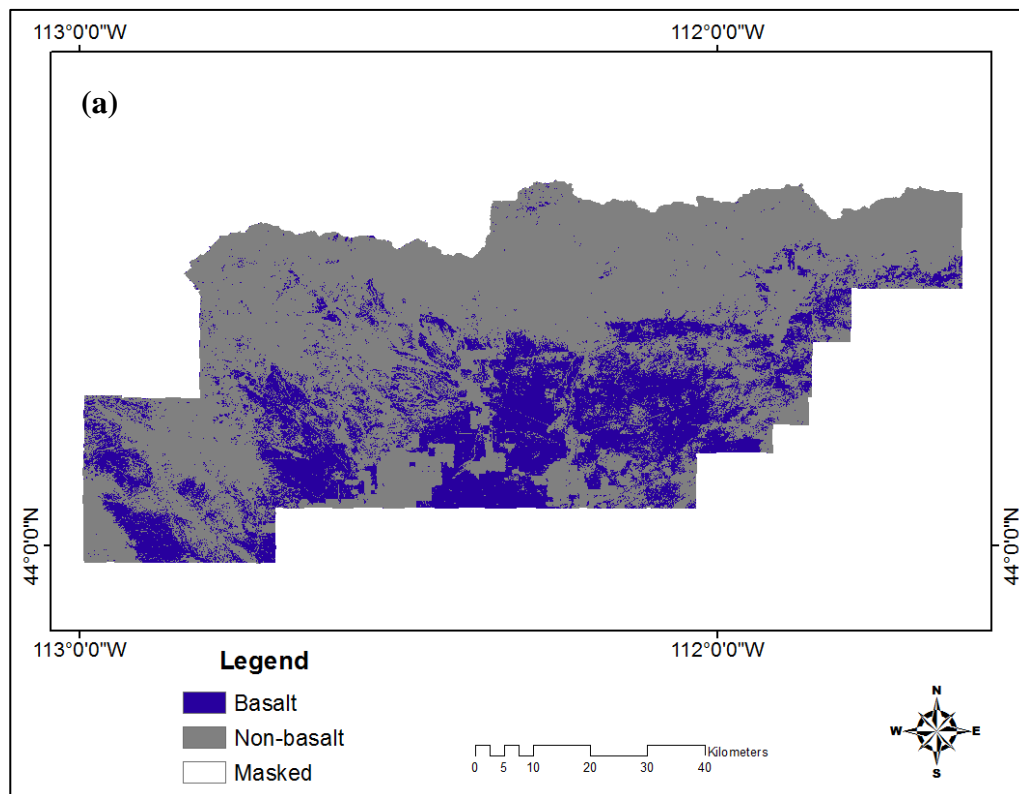 113°0'0"W 112°0'0"W
(a)
44°0'0"N 44°0'0"N
113°0'0"W 112°0'0"W
Legend
Basalt
Non-basalt
Masked
Kilometers
0 5 10 20 30 40
N
W E
S